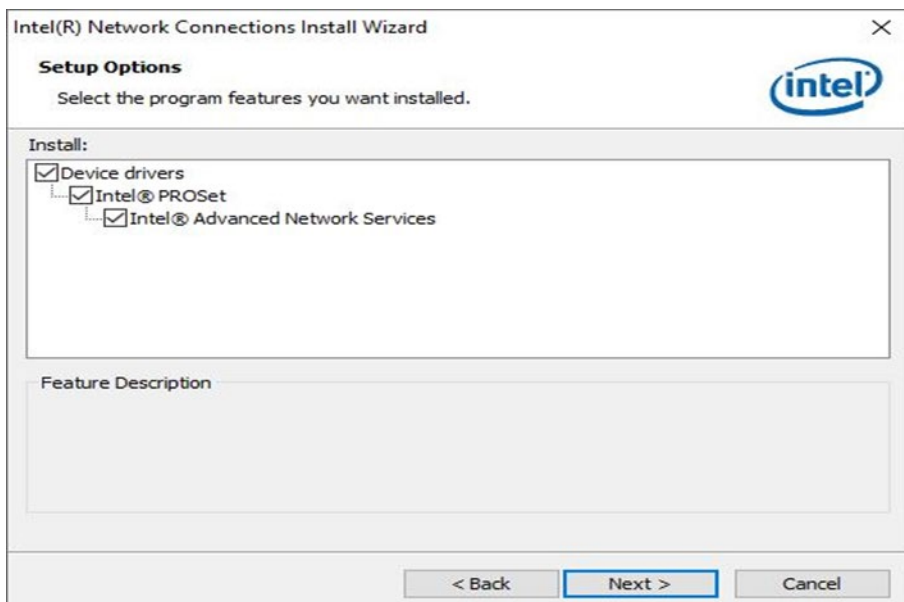 Intel(R) Network Connections Install Wizard
Setup Options
Select the program features you want installed.
intel
Install:
Device drivers
Intel® PROSet
Intel® Advanced Network Services
Feature Description
< Back
Next >
Cancel